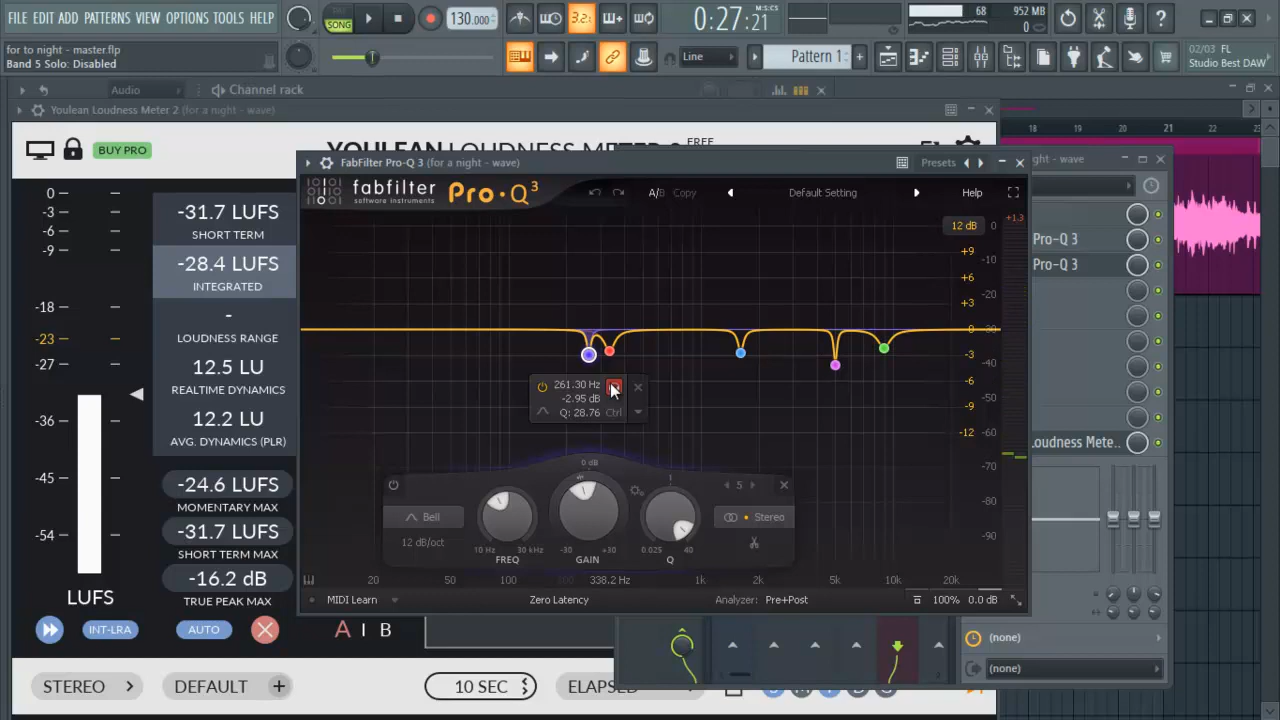 FILE EDIT ADD PATTERNS VIEW OPTIONS TOOLS HELP
SONG
130.000
3.2
0:27:21
M:S:CS
68
952 MB
0
for to night - master.flp
Band 5 Solo: Disabled
Line
Pattern 1
02/03 FL
Studio Best DAW
Audio
Channel rack
Youlean Loudness Meter 2 (for a night - wave)
BUY PRO
FREE
FabFilter Pro-Q 3 (for a night - wave)
Presets
fabfilter
software instruments
Pro·Q3
A/B Copy
Default Setting
Help
18 19 20 21 22
ght - wave
Pro-Q 3
Pro-Q 3
oudness Mete..
(none)
(none)
0
-3
-6
-9
-18
-23
-27
-36
-45
-54
LUFS
-31.7 LUFS
SHORT TERM
-28.4 LUFS
INTEGRATED
-
LOUDNESS RANGE
12.5 LU
REALTIME DYNAMICS
12.2 LU
AVG. DYNAMICS (PLR)
-24.6 LUFS
MOMENTARY MAX
-31.7 LUFS
SHORT TERM MAX
-16.2 dB
TRUE PEAK MAX
INT-LRA
AUTO
A I B
STEREO
DEFAULT
10 SEC
ELAPSED
12 dB
+1.3
+9
+6
+3
0
-3
-6
-9
-12
0
-10
-20
-30
-40
-50
-60
-70
-80
-90
261.30 Hz
-2.95 dB
Q: 28.76 Ctrl
0 dB
5
Bell
12 dB/oct
10 Hz 30 kHz
FREQ
-30 +30
GAIN
1
0.025 40
Q
Stereo
20 50 100 200 338.2 Hz 1k 2k 5k 10k 20k
MIDI Learn
Zero Latency
Analyzer: Pre+Post
100% 0.0 dB